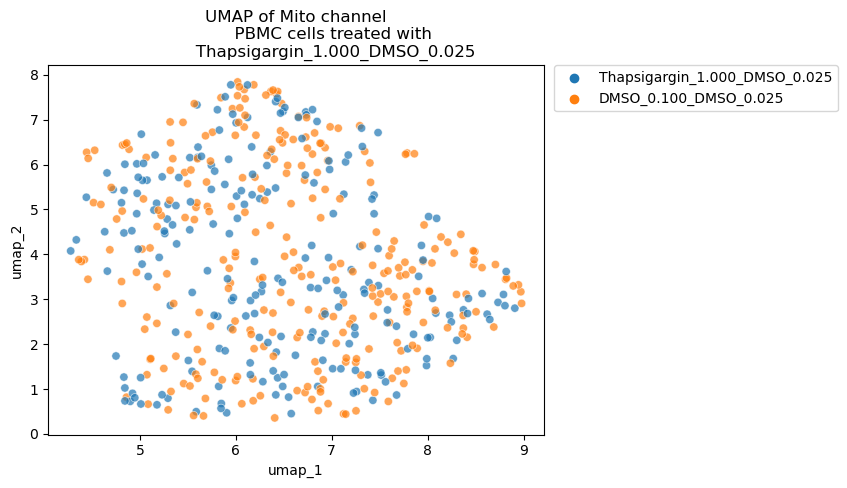 UMAP of Mito channel
PBMC cells treated with
Thapsigargin_1.000_DMSO_0.025
Thapsigargin_1.000_DMSO_0.025
DMSO_0.100_DMSO_0.025
8
7
6
5
4
3
2
1
0
umap_2
5
6
7
8
9
umap_1